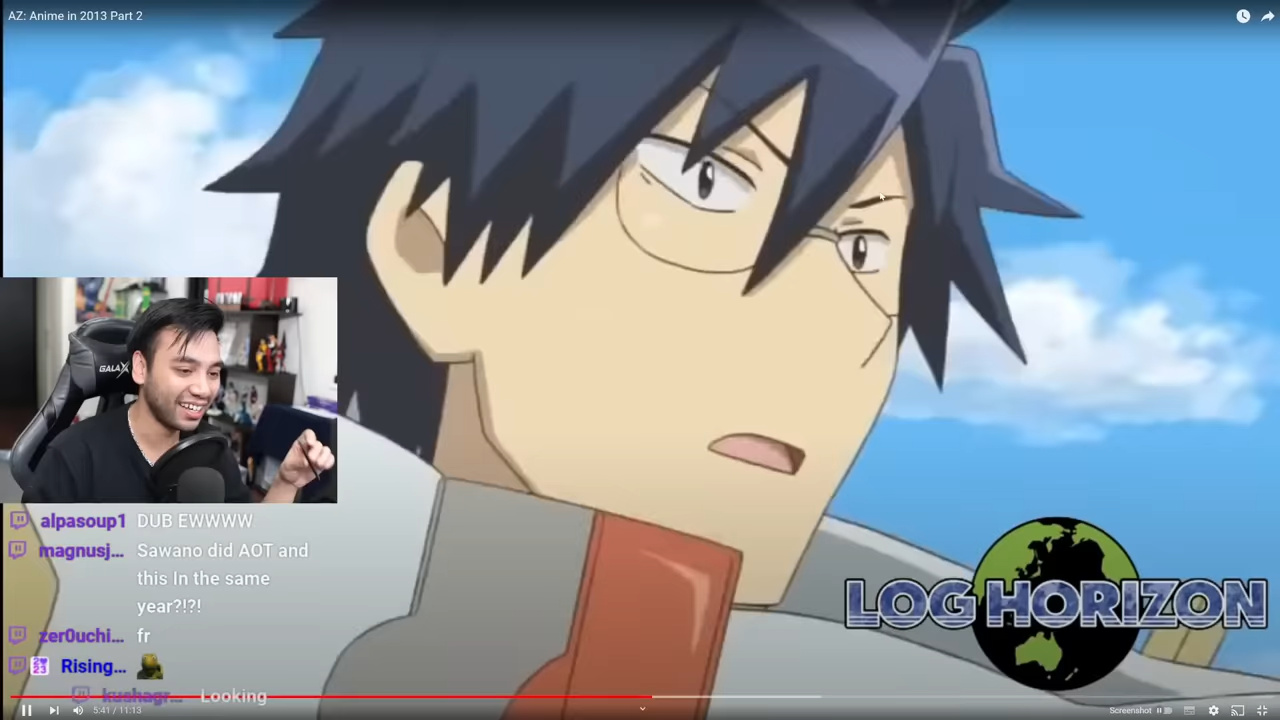 AZ: Anime in 2013 Part 2
GALAX
alpasoup1 DUB EWWWW
magnusj... Sawano did AOT and
this In the same
year?!?!
zer0uchi... fr
Rising...
kushagr... Looking
LOG HORIZON
5:41 / 11:13
Screenshot